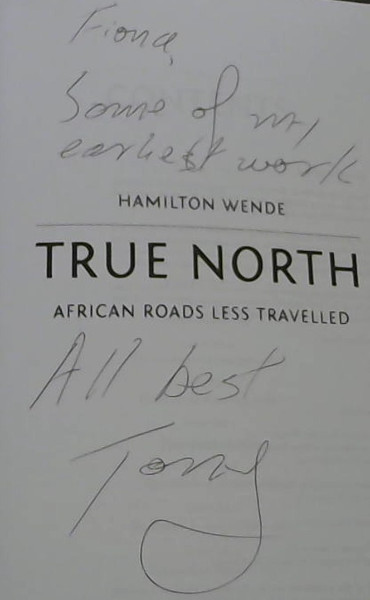 Fiona,
Some of my
earliest work
HAMILTON WENDE
TRUE NORTH
AFRICAN ROADS LESS TRAVELLED
All best
Tony